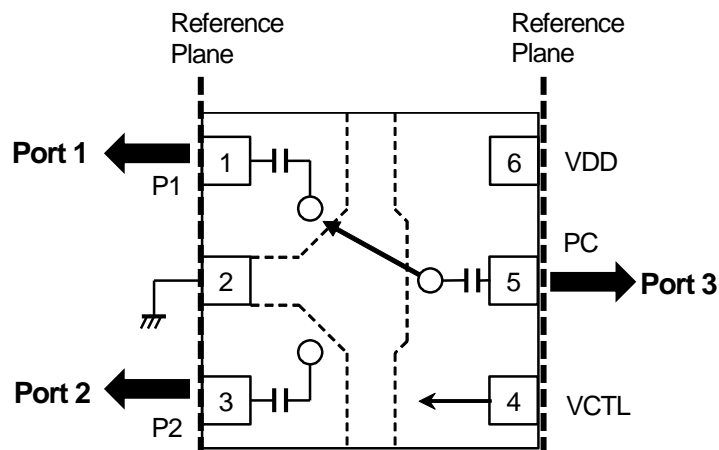 Reference
Plane
Reference
Plane
Port 1
1
P1
6
VDD
PC
2
5
Port 3
Port 2
3
P2
4
VCTL